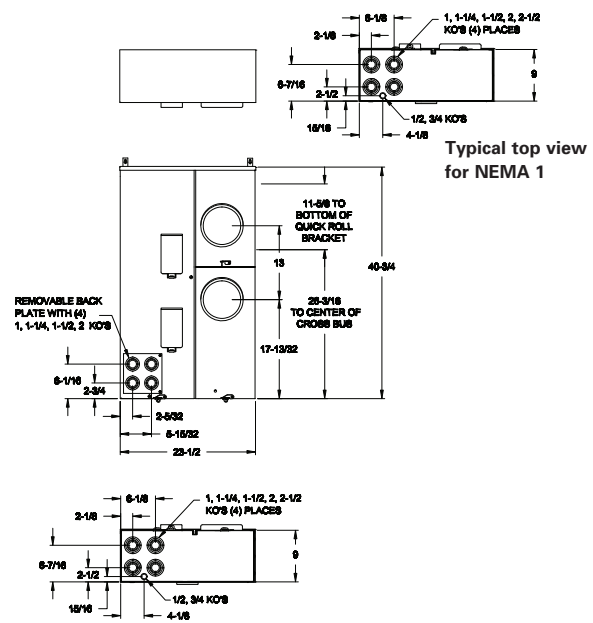 6-1/8
1, 1-1/4, 1-1/2, 2, 2-1/2
KO'S (4) PLACES
2-1/8
6-7/16
2-1/2
9
15/16
1/2, 3/4 KO'S
4-1/8
Typical top view
for NEMA 1
11-5/8 TO
BOTTOM OF
QUICK ROLL
BRACKET
13
40-3/4
REMOVABLE BACK
PLATE WITH (4)
1, 1-1/4, 1-1/2, 2 KO'S
26-3/16
TO CENTER OF
CROSS BUS
17-13/32
6-1/16
2-3/4
2-5/32
5-15/32
23-1/2
6-1/8
1, 1-1/4, 1-1/2, 2, 2-1/2
KO'S (4) PLACES
2-1/8
6-7/16
2-1/2
9
15/16
1/2, 3/4 KO'S
4-1/8